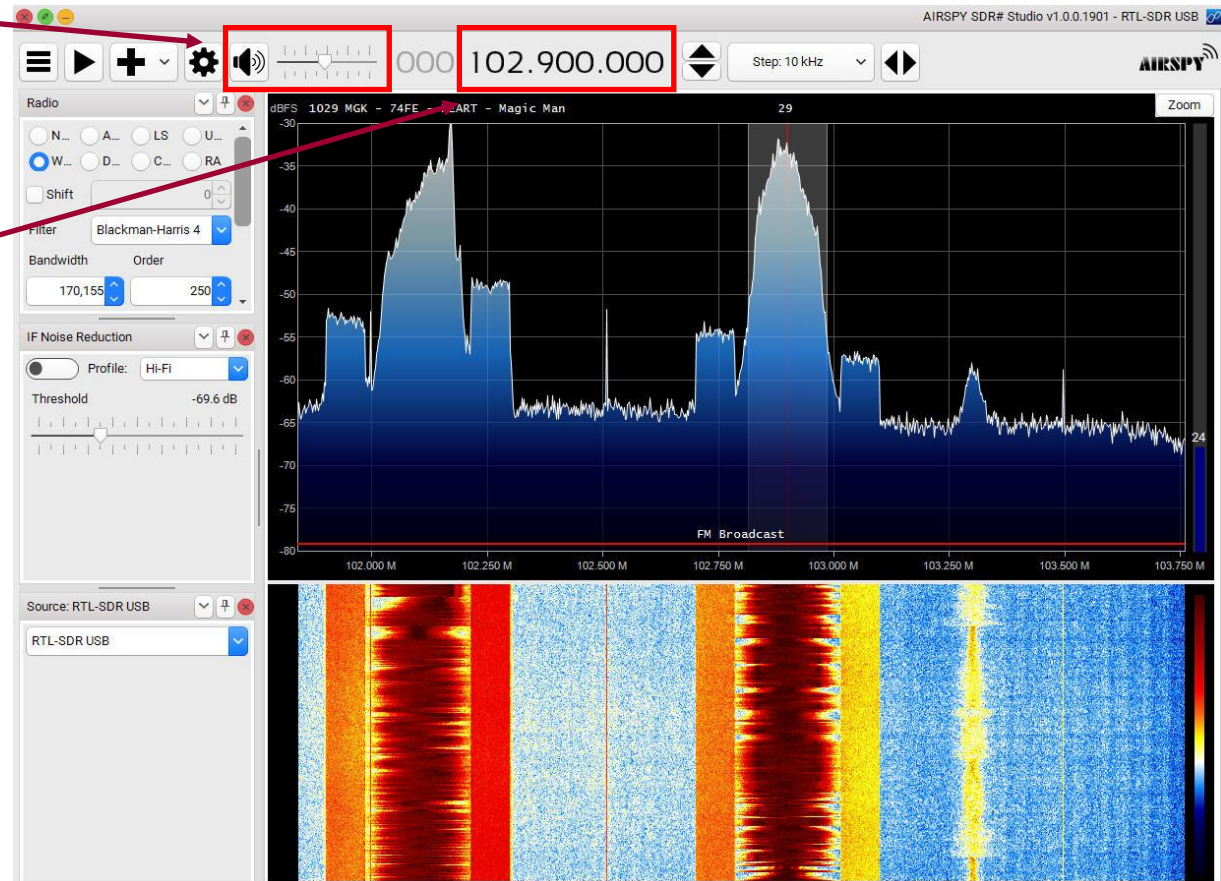 AIRSPY SDR# Studio v1.0.0.1901 - RTL-SDR USB
000 102.900.000
Step: 10 kHz
AIRSPY
Radio
N... A... LS U...
W... D... C... RA
Shift 0
Filter Blackman-Harris 4
Bandwidth Order
170,155 250
IF Noise Reduction
Profile: Hi-Fi
Threshold -69.6 dB
Source: RTL-SDR USB
RTL-SDR USB
dBFS 1029 MGK - 74FE - HEART - Magic Man 29
Zoom
-30
-35
-40
-45
-50
-55
-60
-65
-70
-75
-80
24
FM Broadcast
102.000 M 102.250 M 102.500 M 102.750 M 103.000 M 103.250 M 103.500 M 103.750 M